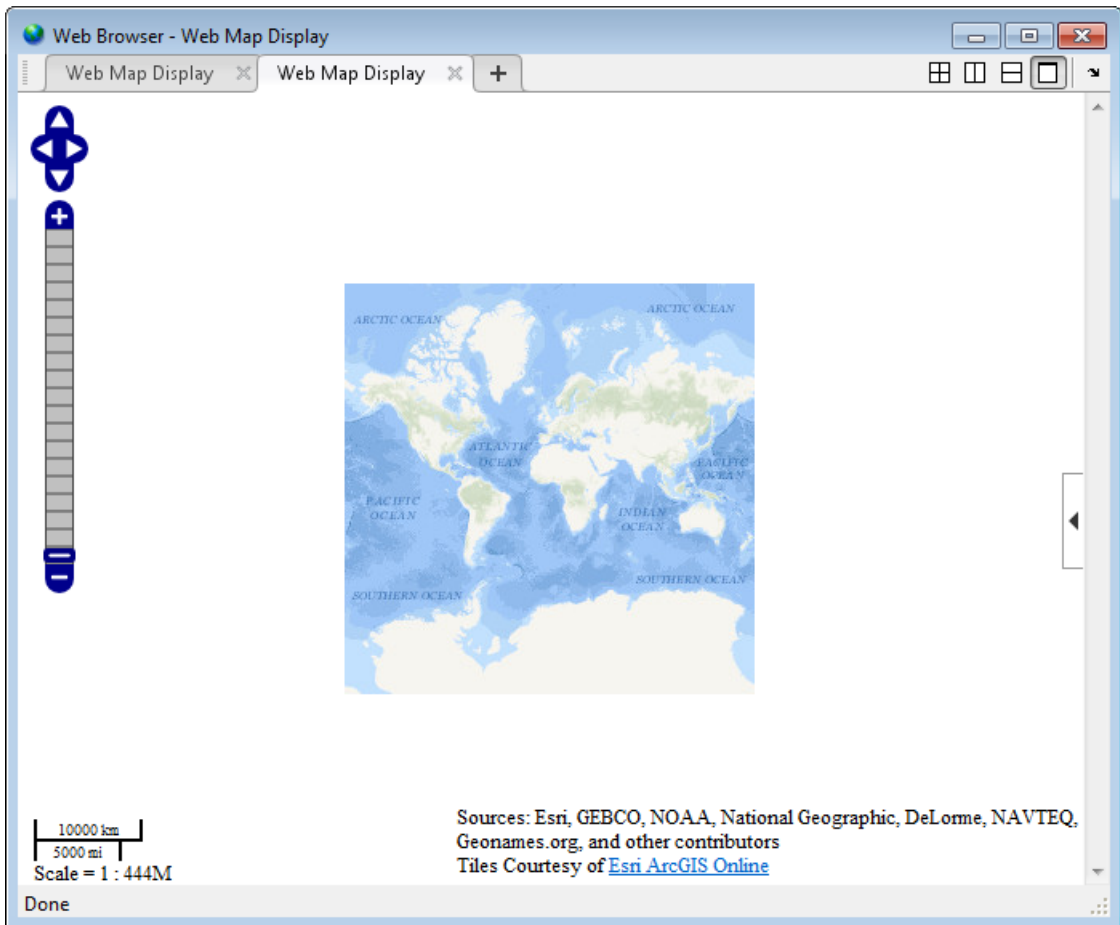 Web Browser - Web Map Display
Web Map Display
Web Map Display
ARCTIC OCEAN
ARCTIC OCEAN
ATLANTIC
OCEAN
PACIFIC
OCEAN
PACIFIC
OCEAN
INDIAN
OCEAN
SOUTHERN OCEAN
SOUTHERN OCEAN
10000 km
5000 mi
Scale = 1 : 444M
Sources: Esri, GEBCO, NOAA, National Geographic, DeLorme, NAVTEQ,
Geonames.org, and other contributors
Tiles Courtesy of Esri ArcGIS Online
Done